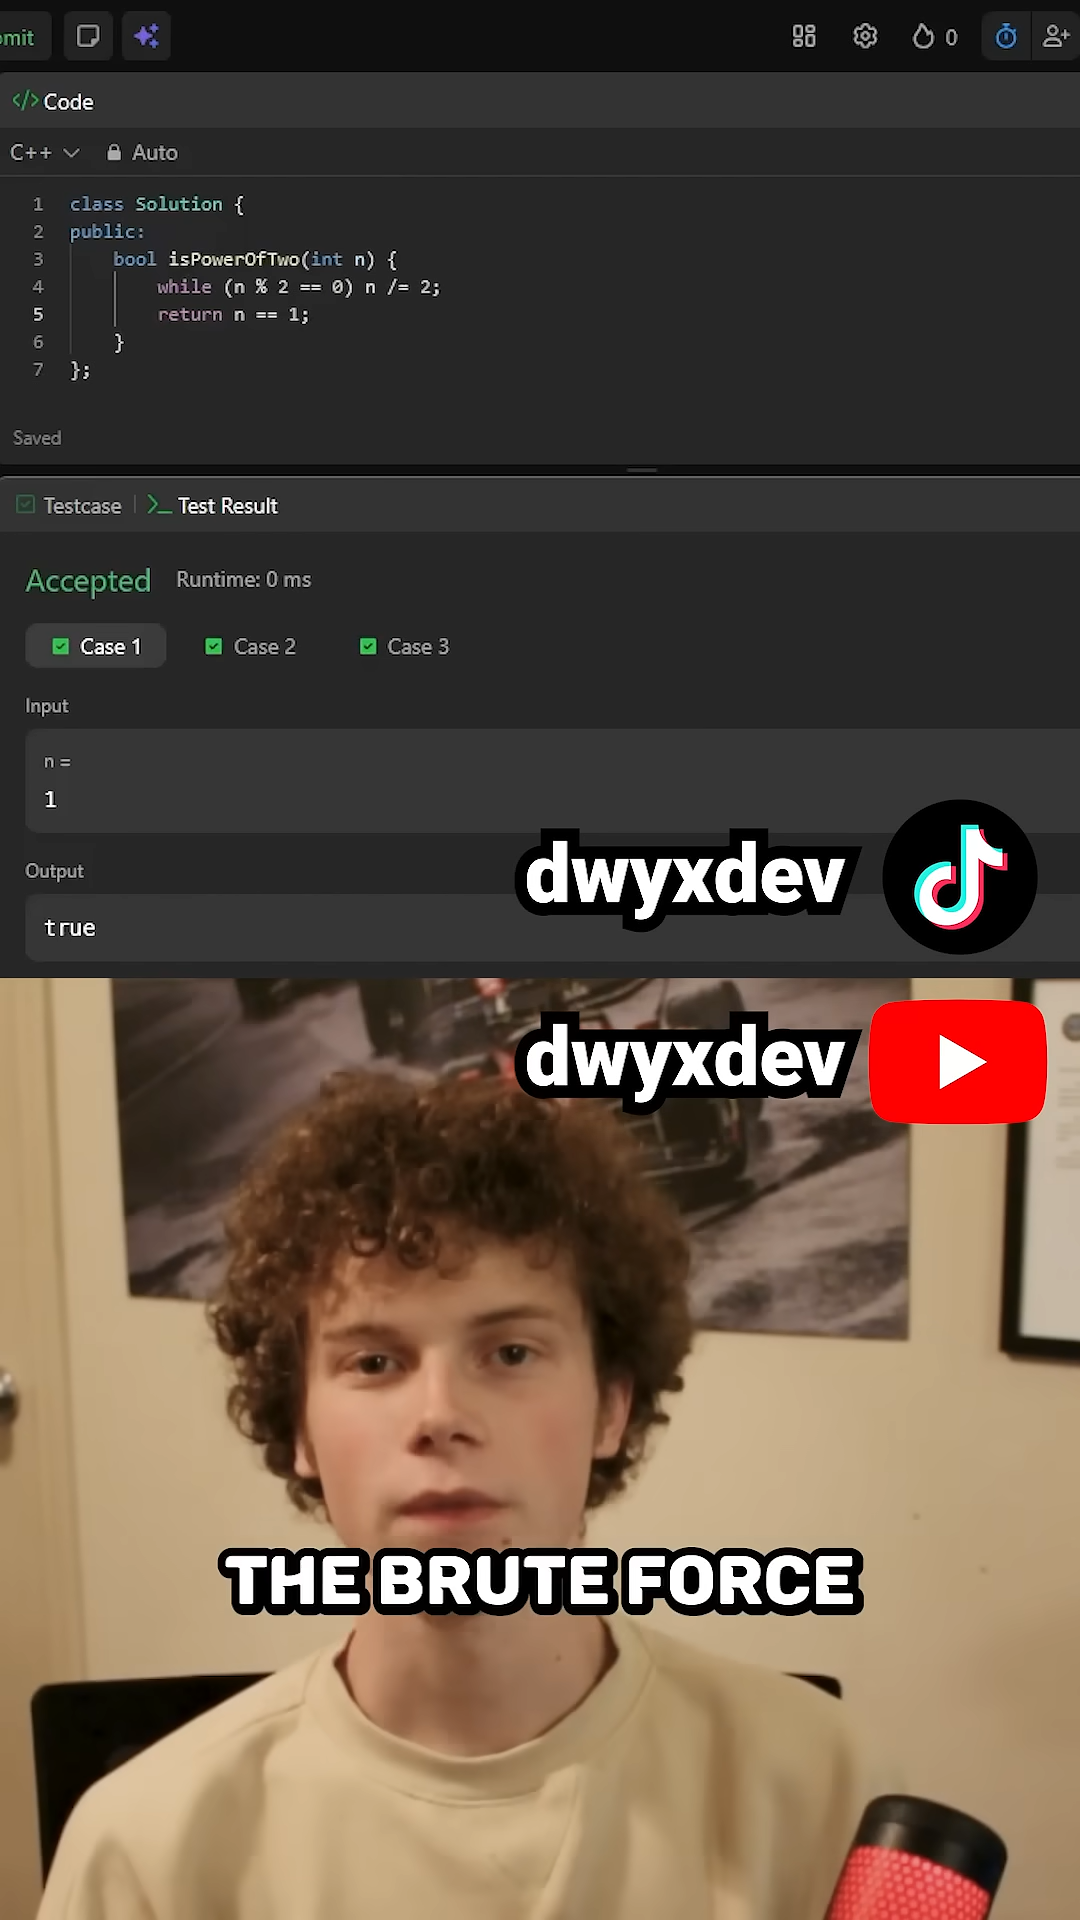 mit
0
</> Code
C++ Auto
1 class Solution {
2 public:
3 bool isPowerOfTwo(int n) {
4 while (n % 2 == 0) n /= 2;
5 return n == 1;
6 }
7 };
Saved
Testcase | >_ Test Result
Accepted Runtime: 0 ms
Case 1 Case 2 Case 3
Input
n =
1
Output
true
dwyxdev
dwyxdev
THE BRUTE FORCE